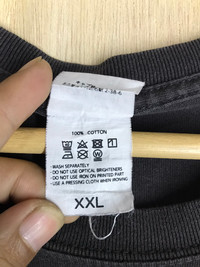 100% COTTON
- WASH SEPARATELY
- DO NOT USE OPTICAL BRIGHTENERS
- DO NOT USE IRON ON PRINTED PART
- USE A PRESSING CLOTH WHEN IRONING
XXL